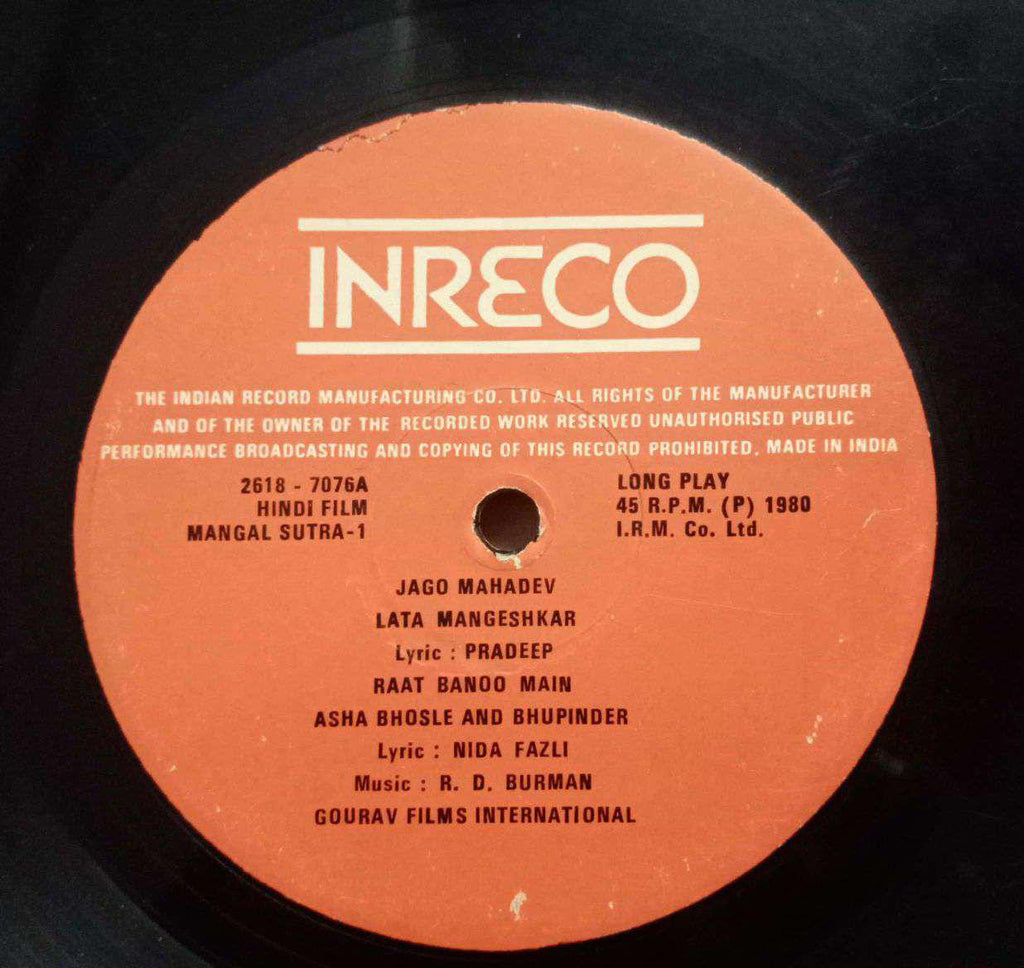 INRECO
THE INDIAN RECORD MANUFACTURING CO. LTD. ALL RIGHTS OF THE MANUFACTURER
AND OF THE OWNER OF THE RECORDED WORK RESERVED UNAUTHORISED PUBLIC
PERFORMANCE BROADCASTING AND COPYING OF THIS RECORD PROHIBITED, MADE IN INDIA
2618 - 7076A
HINDI FILM
MANGAL SUTRA-1
LONG PLAY
45 R.P.M. (P) 1980
I.R.M. Co. Ltd.
JAGO MAHADEV
LATA MANGESHKAR
Lyric : PRADEEP
RAAT BANOO MAIN
ASHA BHOSLE AND BHUPINDER
Lyric : NIDA FAZLI
Music : R. D. BURMAN
GOURAV FILMS INTERNATIONAL